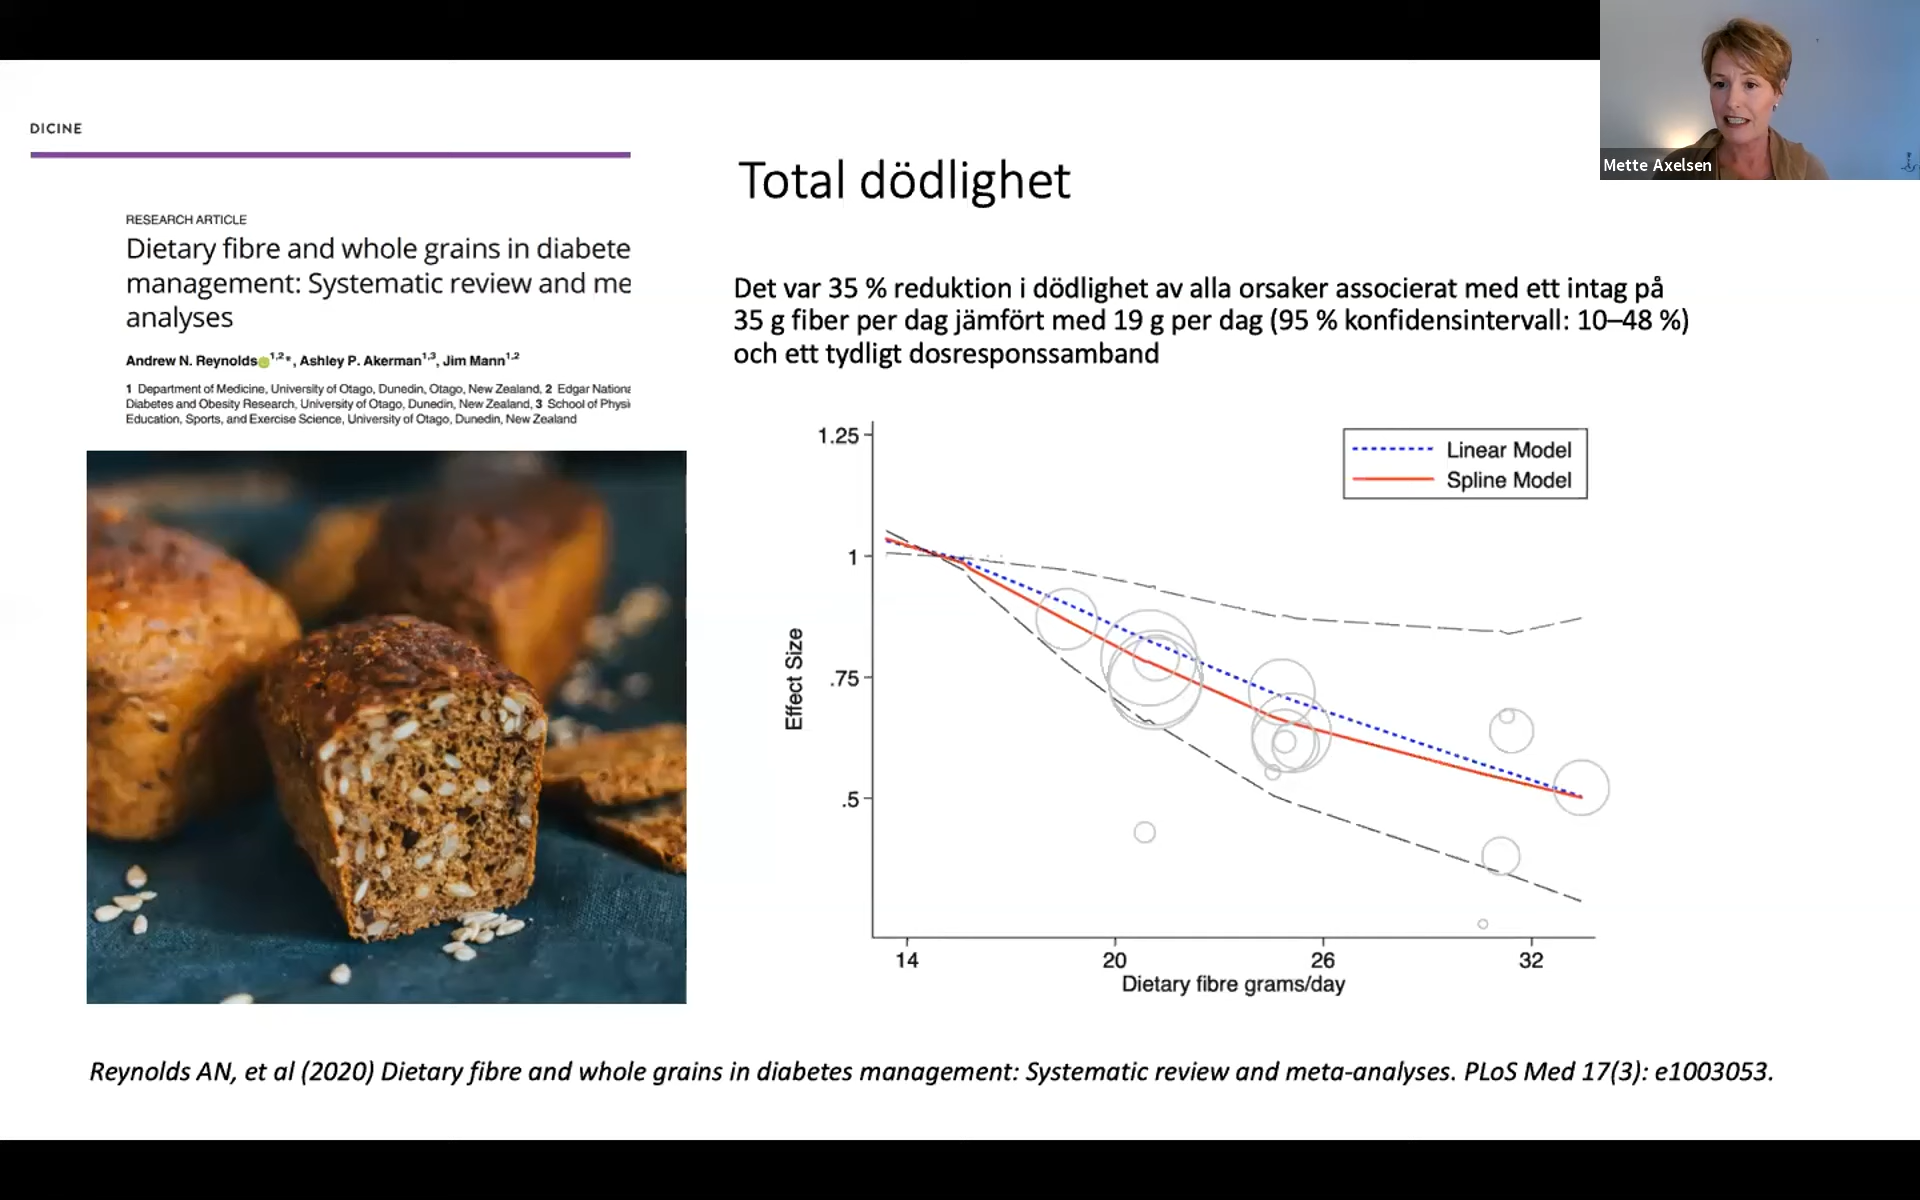 Mette Axelsen
DICINE
RESEARCH ARTICLE
Dietary fibre and whole grains in diabete
management: Systematic review and me
analyses
Andrew N. Reynolds 1,2*, Ashley P. Akerman1,3, Jim Mann1,2
1 Department of Medicine, University of Otago, Dunedin, Otago, New Zealand, 2 Edgar Nationa
Diabetes and Obesity Research, University of Otago, Dunedin, New Zealand, 3 School of Physi
Education, Sports, and Exercise Science, University of Otago, Dunedin, New Zealand
Total dödlighet
Det var 35 % reduktion i dödlighet av alla orsaker associerat med ett intag på
35 g fiber per dag jämfört med 19 g per dag (95 % konfidensintervall: 10–48 %)
och ett tydligt dosresponssamband
Linear Model
Spline Model
1.25
1
.75
.5
Effect Size
14 20 26 32
Dietary fibre grams/day
Reynolds AN, et al (2020) Dietary fibre and whole grains in diabetes management: Systematic review and meta-analyses. PLoS Med 17(3): e1003053.